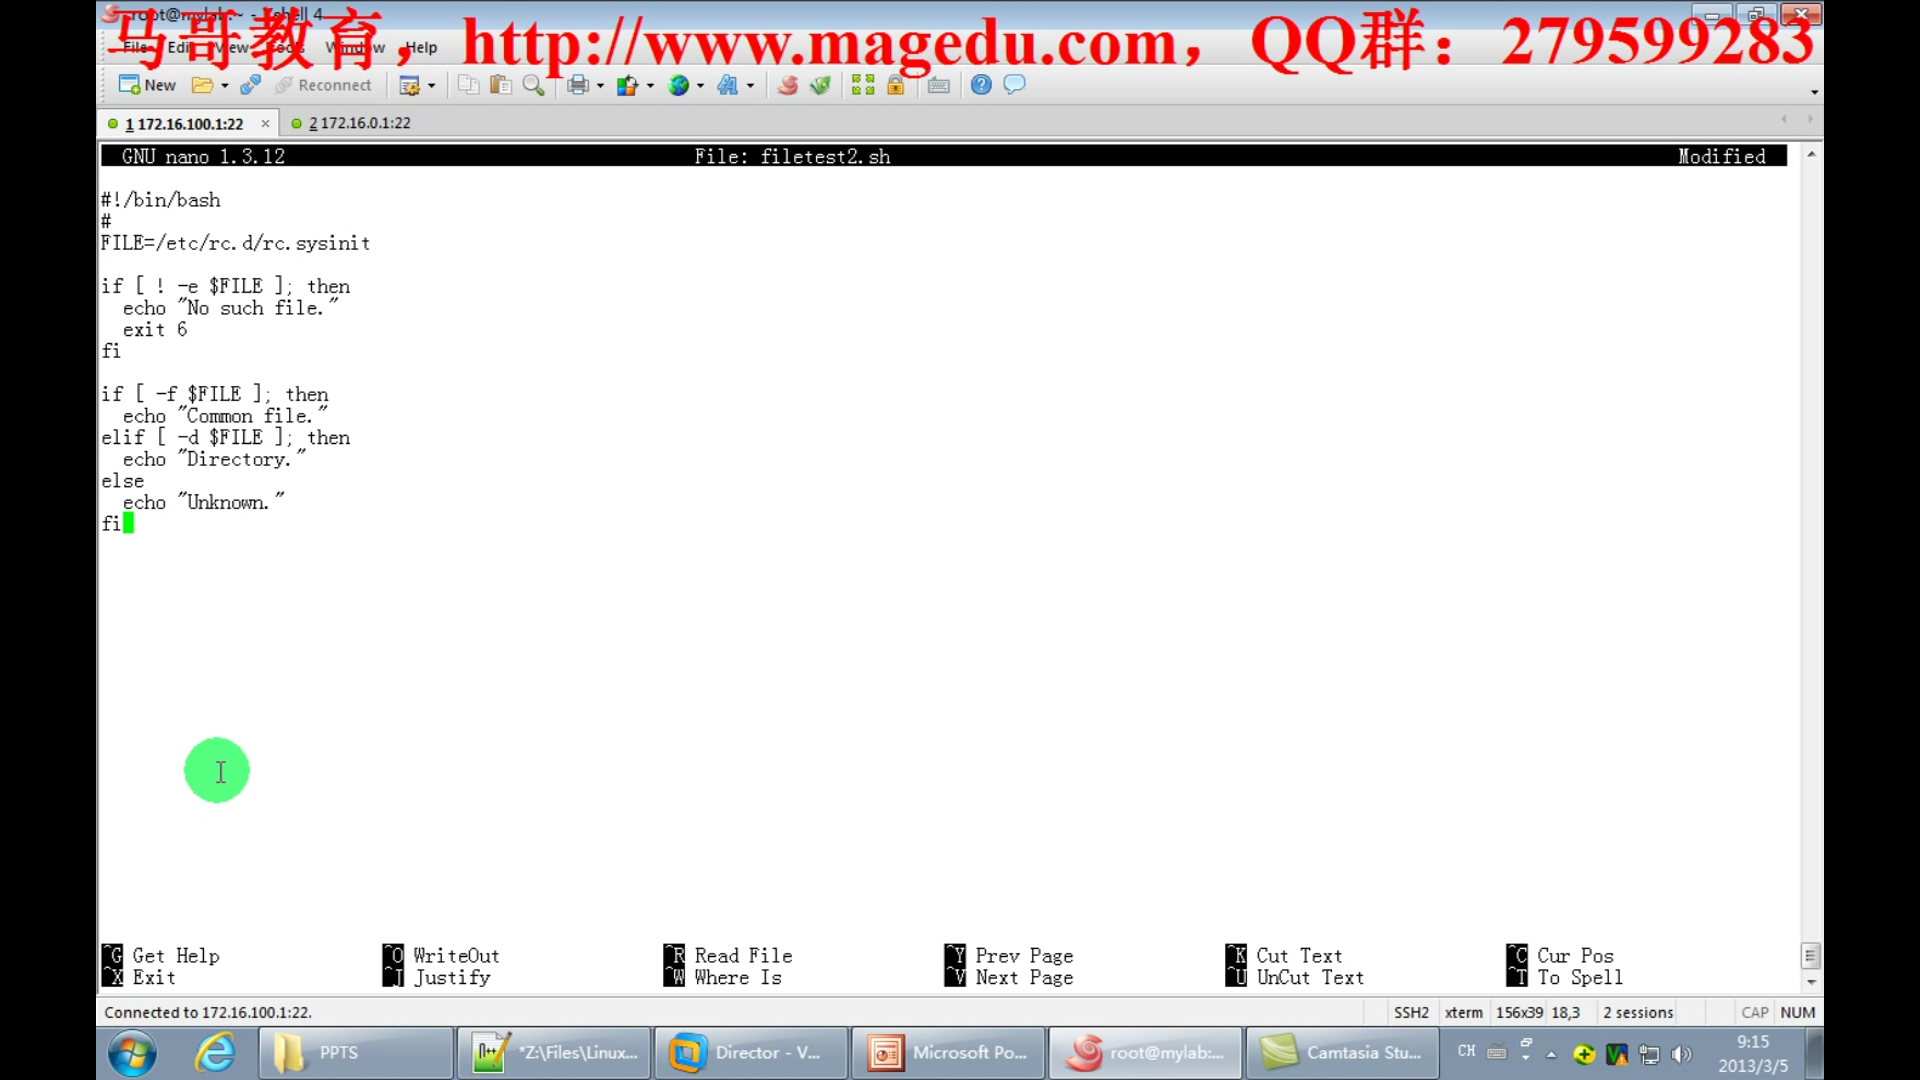 root@mylab:~ - Xshell 4
马哥教育，http://www.magedu.com，QQ群：279599283
File Edit View Tools Window Help
New Reconnect
1 172.16.100.1:22 × 2 172.16.0.1:22
GNU nano 1.3.12 File: filetest2.sh Modified
#!/bin/bash
#
FILE=/etc/rc.d/rc.sysinit
if [ ! -e $FILE ]; then
echo "No such file."
exit 6
fi
if [ -f $FILE ]; then
echo "Common file."
elif [ -d $FILE ]; then
echo "Directory."
else
echo "Unknown."
fi
^G Get Help ^O WriteOut ^R Read File ^Y Prev Page ^K Cut Text ^C Cur Pos
^X Exit ^J Justify ^W Where Is ^V Next Page ^U UnCut Text ^T To Spell
Connected to 172.16.100.1:22. SSH2 xterm 156x39 18,3 2 sessions CAP NUM
PPTS *Z:\Files\Linux... Director - V... Microsoft Po... root@mylab:... Camtasia Stu... CH 9:15
2013/3/5